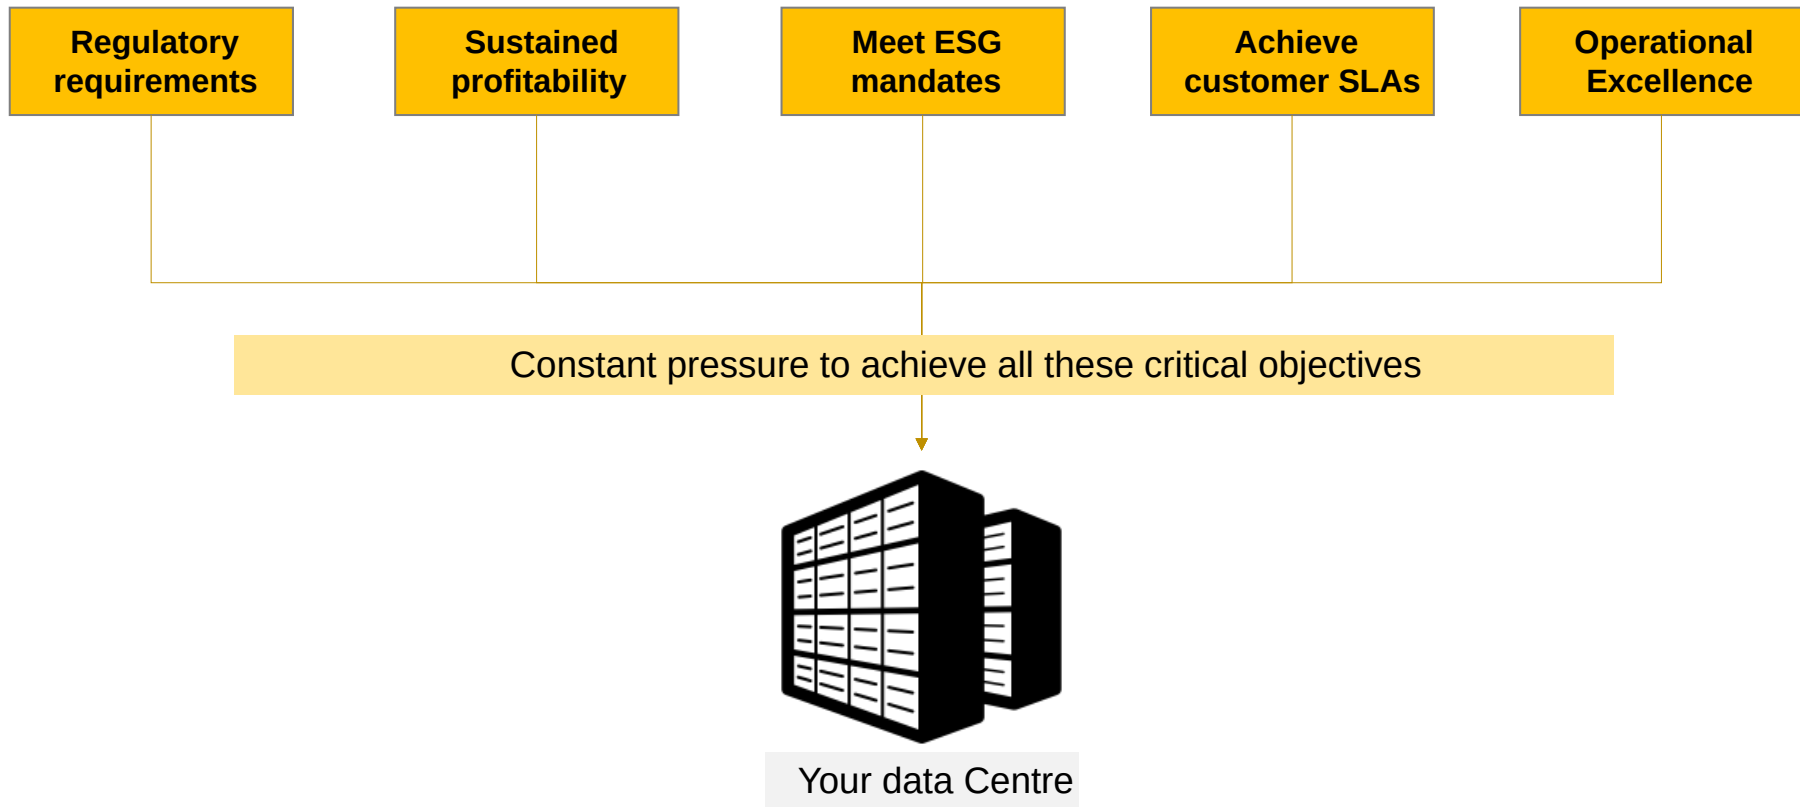 Regulatory
requirements
Sustained
profitability
Meet ESG
mandates
Achieve
customer SLAs
Operational
Excellence
Constant pressure to achieve all these critical objectives
Your data Centre